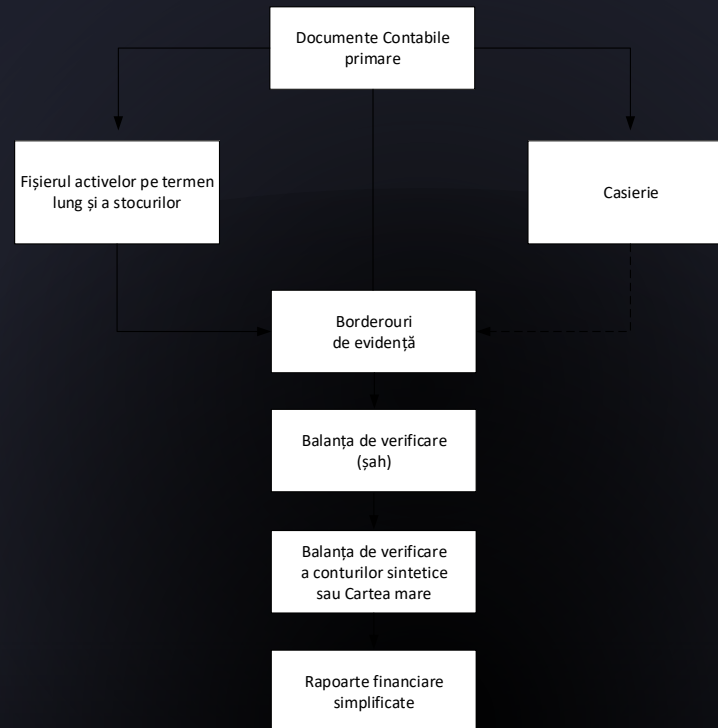 Documente Contabile
primare
Fișierul activelor pe termen
lung și a stocurilor
Casierie
Borderouri
de evidență
Balanța de verificare
(șah)
Balanța de verificare
a conturilor sintetice
sau Cartea mare
Rapoarte financiare
simplificate